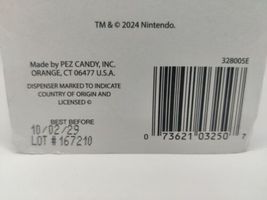 TM & © 2024 Nintendo.
Made by PEZ CANDY, INC.
ORANGE, CT 06477 U.S.A.
328005E
DISPENSER MARKED TO INDICATE
COUNTRY OF ORIGIN AND
LICENSED ©
BEST BEFORE
10/02/29
LOT #167210
0 73621 03250 7